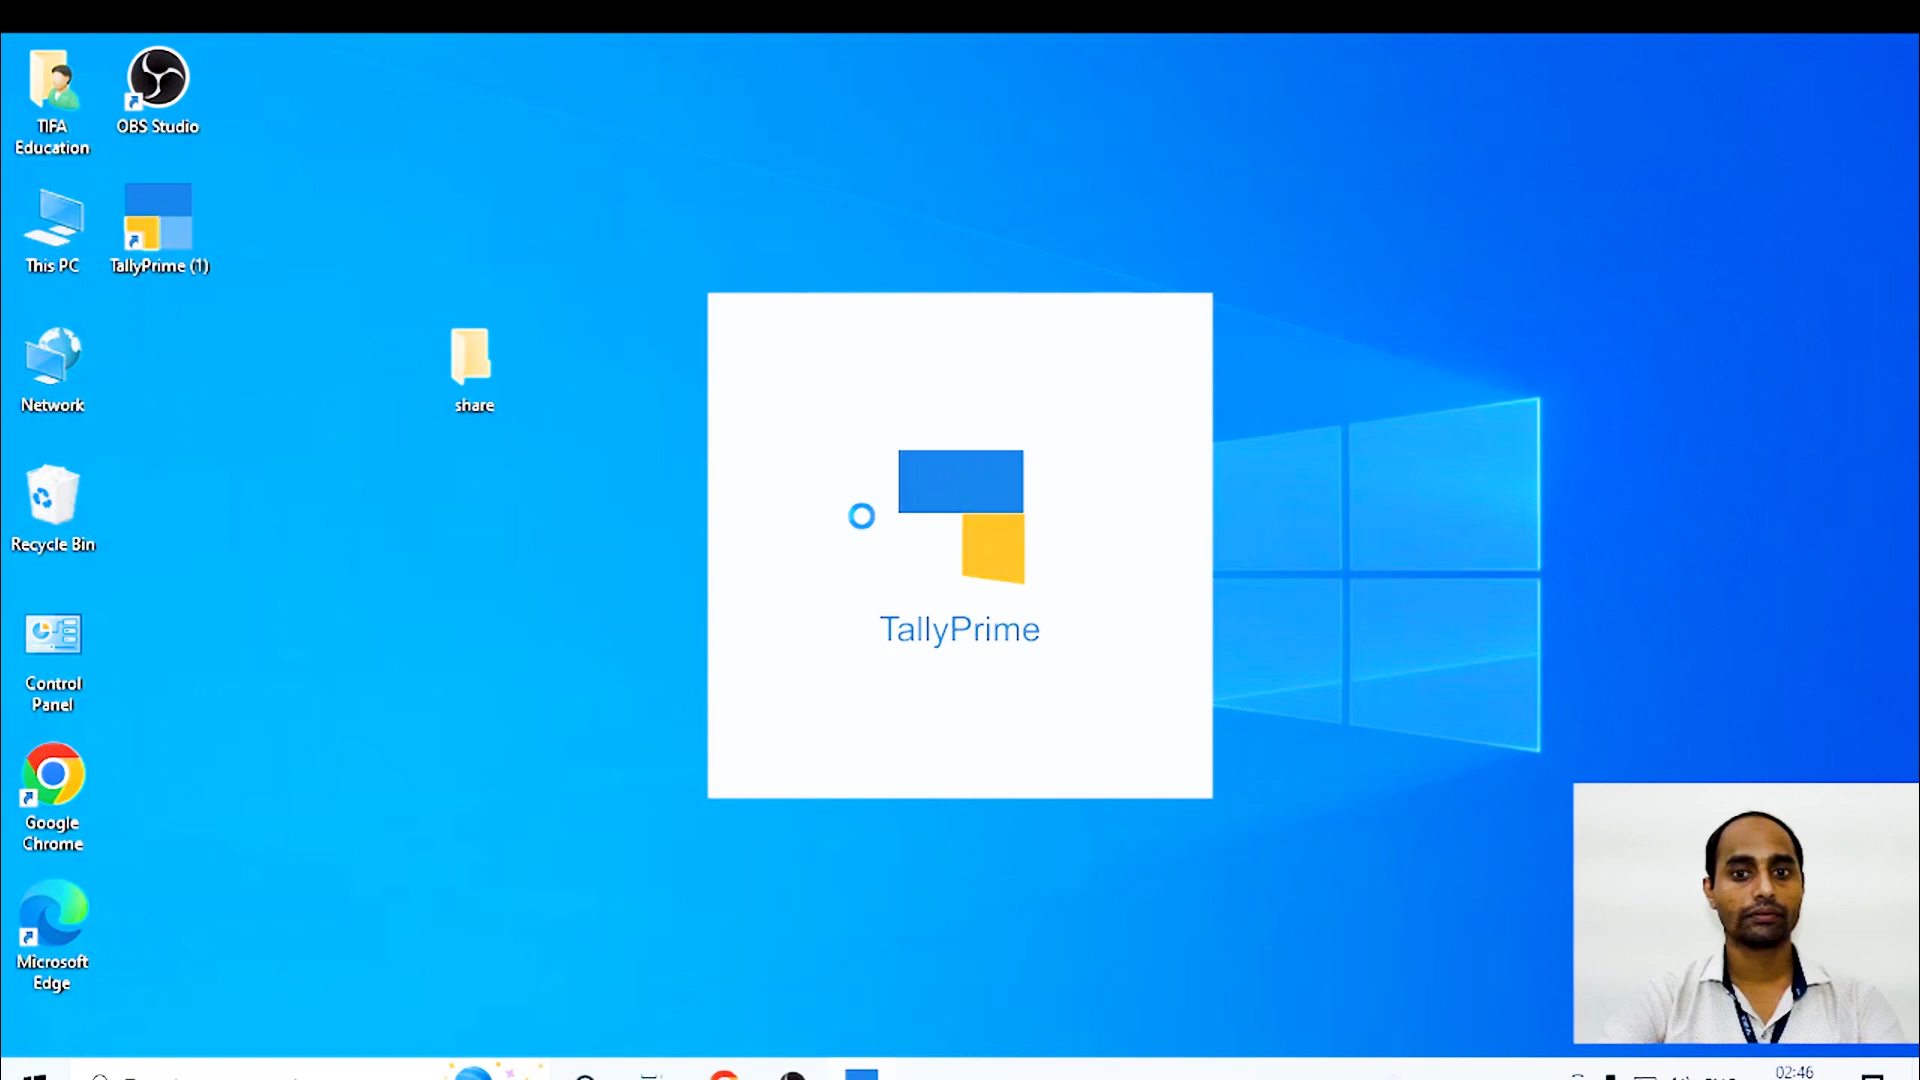 TIFA
Education
OBS Studio
This PC
TallyPrime (1)
Network
share
Recycle Bin
TallyPrime
Control
Panel
Google
Chrome
Microsoft
Edge
02:46